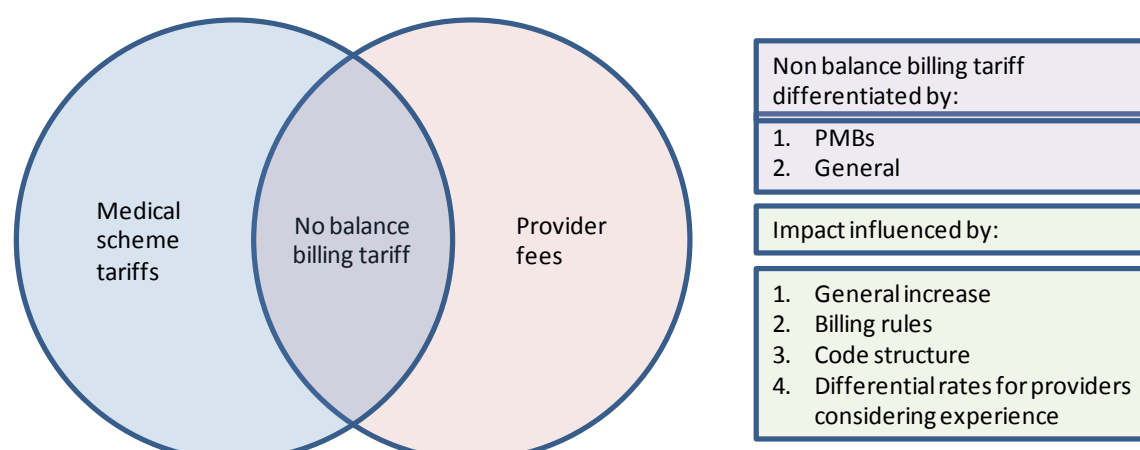 Medical
scheme
tariffs
No balance
billing tariff
Provider
fees
Non balance billing tariff
differentiated by:
1. PMBs
2. General
Impact influenced by:
1. General increase
2. Billing rules
3. Code structure
4. Differential rates for providers
considering experience